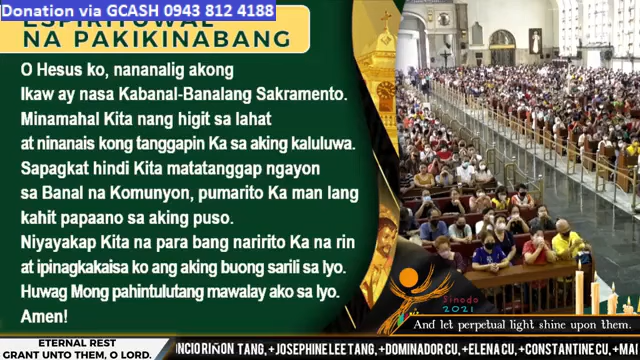 Donation via GCASH 0943 812 4188
ESPIRITUWAL
NA PAKIKINABANG
O Hesus ko, nananalig akong
Ikaw ay nasa Kabanal-Banalang Sakramento.
Minamahal Kita nang higit sa lahat
at ninanais kong tanggapin Ka sa aking kaluluwa.
Sapagkat hindi Kita matatanggap ngayon
sa Banal na Komunyon, pumarito Ka man lang
kahit papaano sa aking puso.
Niyayakap Kita na para bang naririto Ka na rin
at ipinagkakaisa ko ang aking buong sarili sa Iyo.
Huwag Mong pahintulutang mawalay ako sa Iyo.
Amen!
Sinodo
2021
And let perpetual light shine upon them.
ETERNAL REST
GRANT UNTO THEM, O LORD.
TANG, +JOSEPHINE LEE TANG, +DOMINADOR CU, +ELENA CU, +CONSTANTINE CU,